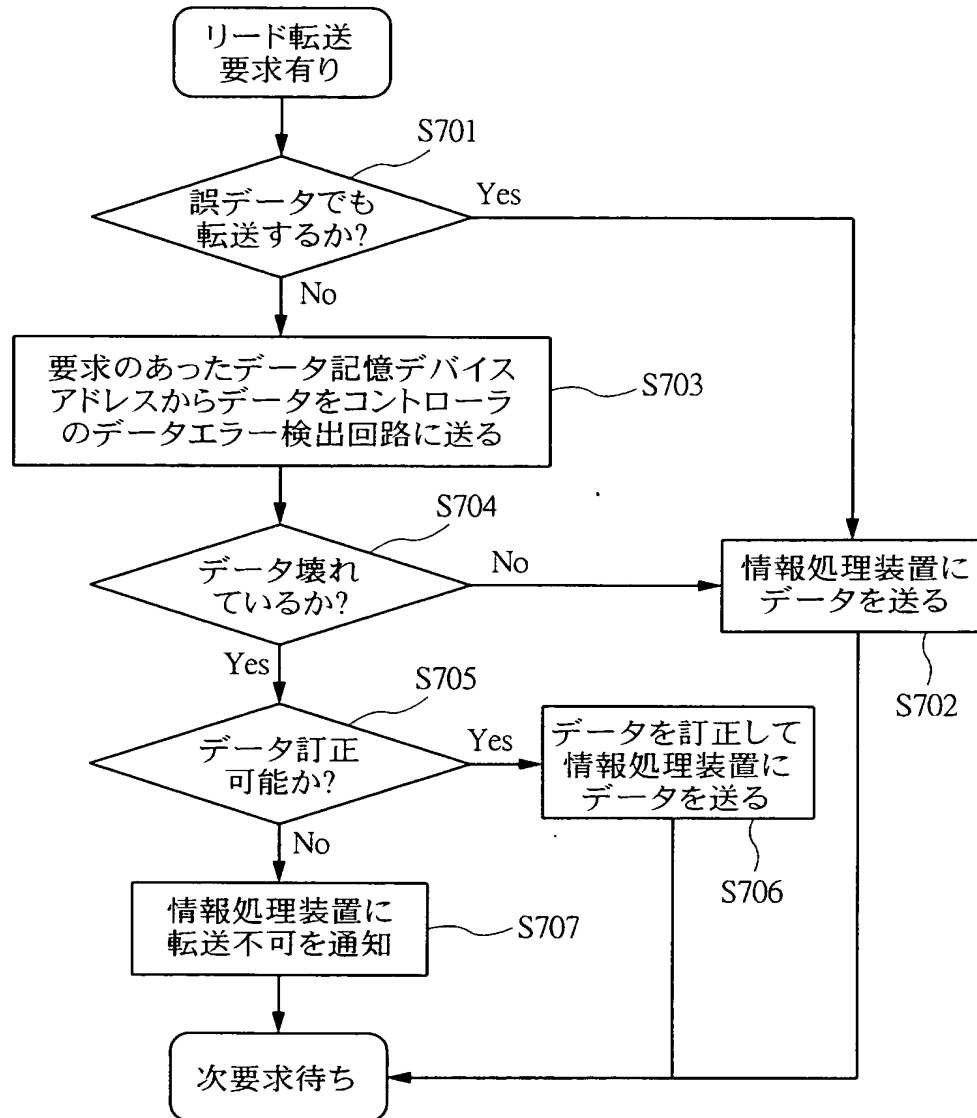 リード転送
要求有り
S701
誤データでも
転送するか?
Yes
No
要求のあったデータ記憶デバイス
アドレスからデータをコントローラ
のデータエラー検出回路に送る
S703
S704
データ壊れ
ているか?
No
Yes
情報処理装置に
データを送る
S702
S705
データ訂正
可能か?
Yes
No
データを訂正して
情報処理装置に
データを送る
S706
情報処理装置に
転送不可を通知
S707
次要求待ち